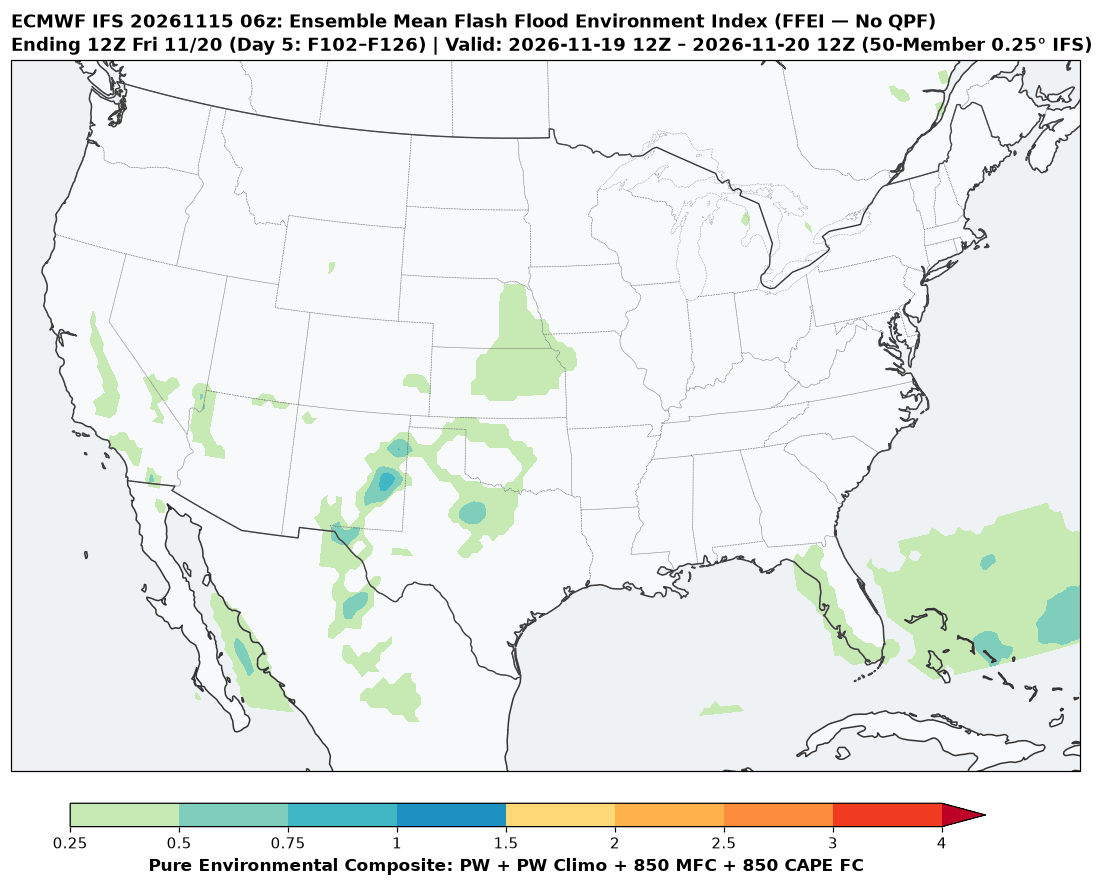 ECMWF IFS 20261115 06z: Ensemble Mean Flash Flood Environment Index (FFEI — No QPF)
Ending 12Z Fri 11/20 (Day 5: F102–F126) | Valid: 2026-11-19 12Z – 2026-11-20 12Z (50-Member 0.25° IFS)
0.25 0.5 0.75 1 1.5 2 2.5 3 4
Pure Environmental Composite: PW + PW Climo + 850 MFC + 850 CAPE FC